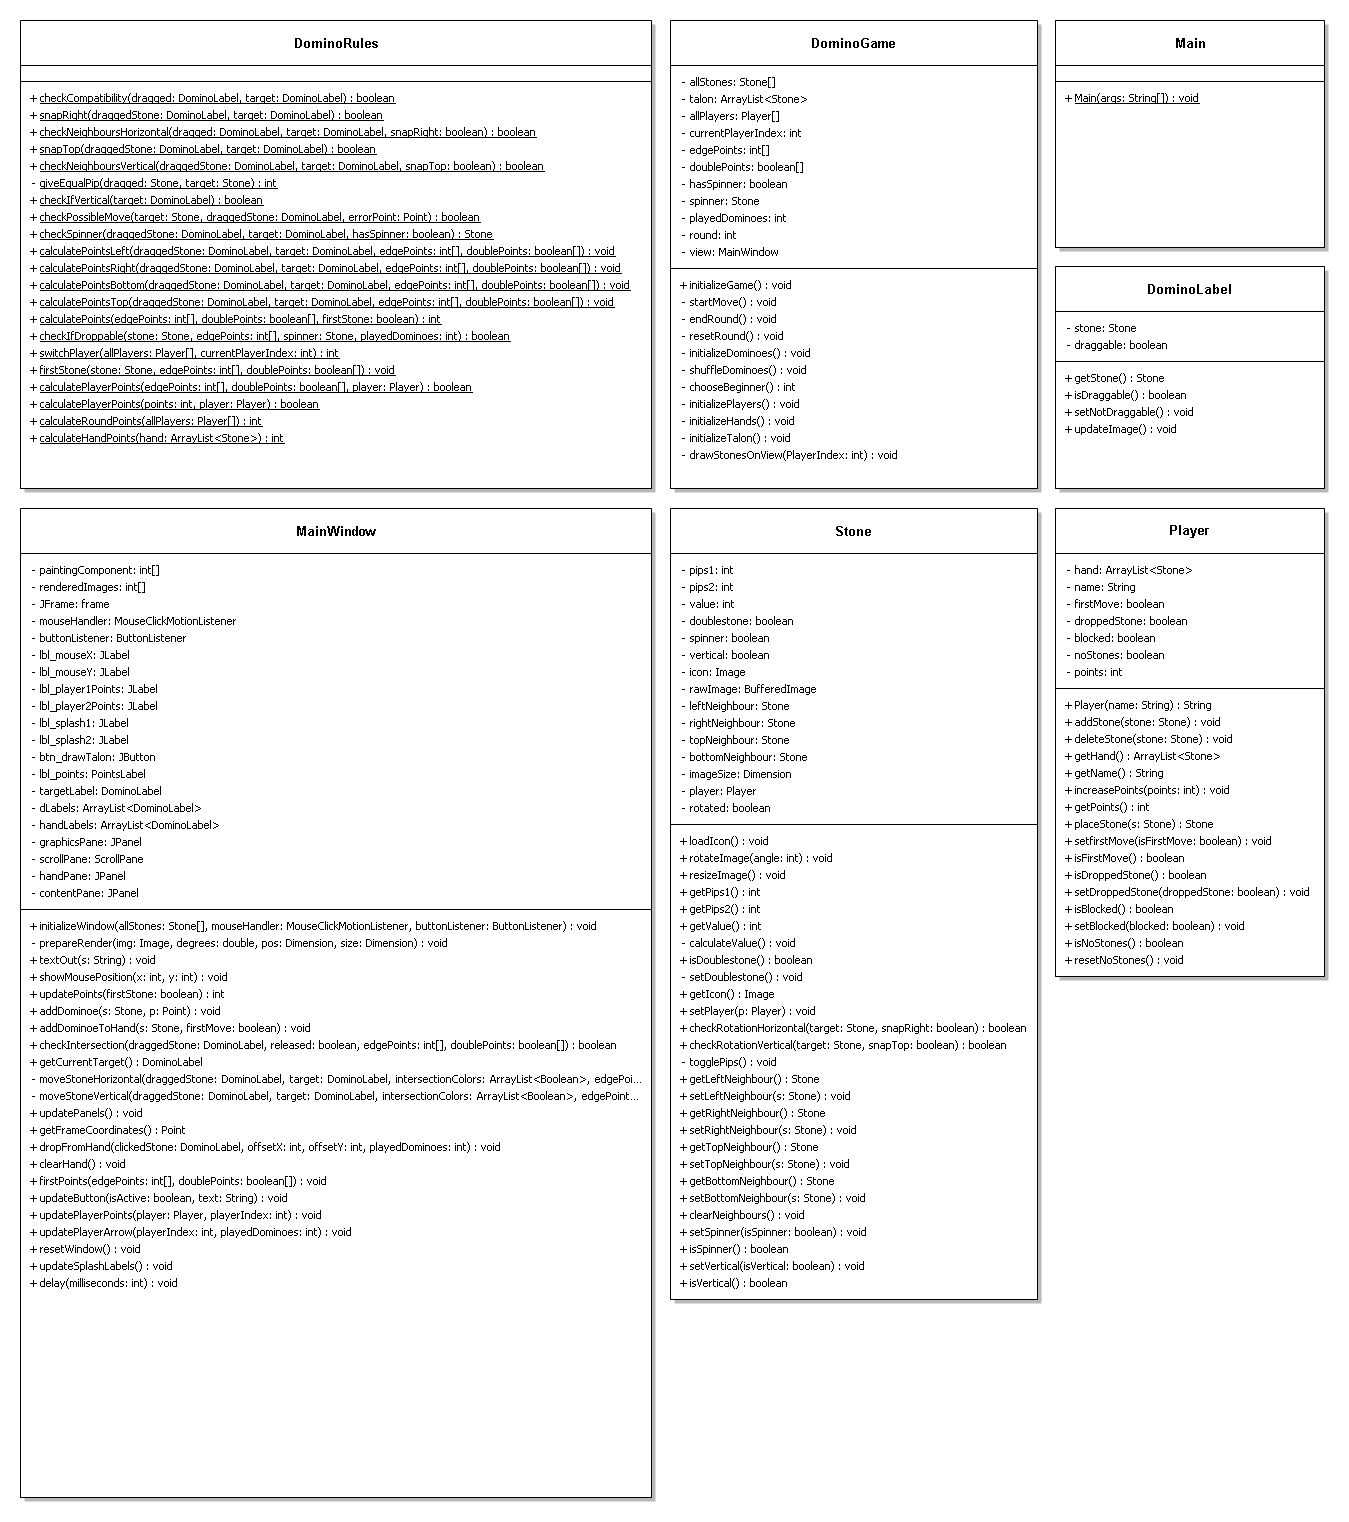 DominoRules
+ checkCompatibility(dragged: DominoLabel, target: DominoLabel) : boolean
+ snapRight(draggedStone: DominoLabel, target: DominoLabel) : boolean
+ checkNeighboursHorizontal(dragged: DominoLabel, target: DominoLabel, snapRight: boolean) : boolean
+ snapTop(draggedStone: DominoLabel, target: DominoLabel) : boolean
+ checkNeighboursVertical(draggedStone: DominoLabel, target: DominoLabel, snapTop: boolean) : boolean
- giveEqualPip(dragged: Stone, target: Stone) : int
+ checkIfVertical(target: DominoLabel) : boolean
+ checkPossibleMove(target: Stone, draggedStone: DominoLabel, errorPoint: Point) : boolean
+ checkSpinner(draggedStone: DominoLabel, target: DominoLabel, hasSpinner: boolean) : Stone
+ calculatePointsLeft(draggedStone: DominoLabel, target: DominoLabel, edgePoints: int[], doublePoints: boolean[]) : void
+ calculatePointsRight(draggedStone: DominoLabel, target: DominoLabel, edgePoints: int[], doublePoints: boolean[]) : void
+ calculatePointsBottom(draggedStone: DominoLabel, target: DominoLabel, edgePoints: int[], doublePoints: boolean[]) : void
+ calculatePointsTop(draggedStone: DominoLabel, target: DominoLabel, edgePoints: int[], doublePoints: boolean[]) : void
+ calculatePoints(edgePoints: int[], doublePoints: boolean[], firstStone: boolean) : int
+ checkIfDroppable(stone: Stone, edgePoints: int[], spinner: Stone, playedDominoes: int) : boolean
+ switchPlayer(allPlayers: Player[], currentPlayerIndex: int) : int
+ firstStone(stone: Stone, edgePoints: int[], doublePoints: boolean[]) : void
+ calculatePlayerPoints(edgePoints: int[], doublePoints: boolean[], player: Player) : boolean
+ calculatePlayerPoints(points: int, player: Player) : boolean
+ calculateRoundPoints(allPlayers: Player[]) : int
+ calculateHandPoints(hand: ArrayList<Stone>) : int
DominoGame
- allStones: Stone[]
- talon: ArrayList<Stone>
- allPlayers: Player[]
- currentPlayerIndex: int
- edgePoints: int[]
- doublePoints: boolean[]
- hasSpinner: boolean
- spinner: Stone
- playedDominoes: int
- round: int
- view: MainWindow
+ initializeGame() : void
- startMove() : void
- endRound() : void
- resetRound() : void
- initializeDominoes() : void
- shuffleDominoes() : void
- chooseBeginner() : int
- initializePlayers() : void
- initializeHands() : void
- initializeTalon() : void
- drawStonesOnView(PlayerIndex: int) : void
Main
+ Main(args: String[]) : void
DominoLabel
- stone: Stone
- draggable: boolean
+ getStone() : Stone
+ isDraggable() : boolean
+ setNotDraggable() : void
+ updateImage() : void
MainWindow
- paintingComponent: int[]
- renderedImages: int[]
- JFrame: frame
- mouseHandler: MouseClickMotionListener
- buttonListener: ButtonListener
- lbl_mouseX: JLabel
- lbl_mouseY: JLabel
- lbl_player1Points: JLabel
- lbl_player2Points: JLabel
- lbl_splash1: JLabel
- lbl_splash2: JLabel
- btn_drawTalon: JButton
- lbl_points: PointsLabel
- targetLabel: DominoLabel
- dLabels: ArrayList<DominoLabel>
- handLabels: ArrayList<DominoLabel>
- graphicsPane: JPanel
- scrollPane: ScrollPane
- handPane: JPanel
- contentPane: JPanel
+ initializeWindow(allStones: Stone[], mouseHandler: MouseClickMotionListener, buttonListener: ButtonListener) : void
- prepareRender(img: Image, degrees: double, pos: Dimension, size: Dimension) : void
+ textOut(s: String) : void
+ showMousePosition(x: int, y: int) : void
+ updatePoints(firstStone: boolean) : int
+ addDominoe(s: Stone, p: Point) : void
+ addDominoeToHand(s: Stone, firstMove: boolean) : void
+ checkIntersection(draggedStone: DominoLabel, released: boolean, edgePoints: int[], doublePoints: boolean[]) : boolean
+ getCurrentTarget() : DominoLabel
- moveStoneHorizontal(draggedStone: DominoLabel, target: DominoLabel, intersectionColors: ArrayList<Boolean>, edgePoi...
- moveStoneVertical(draggedStone: DominoLabel, target: DominoLabel, intersectionColors: ArrayList<Boolean>, edgePoint...
+ updatePanels() : void
+ getFrameCoordinates() : Point
+ dropFromHand(clickedStone: DominoLabel, offsetX: int, offsetY: int, playedDominoes: int) : void
+ clearHand() : void
+ firstPoints(edgePoints: int[], doublePoints: boolean[]) : void
+ updateButton(isActive: boolean, text: String) : void
+ updatePlayerPoints(player: Player, playerIndex: int) : void
+ updatePlayerArrow(playerIndex: int, playedDominoes: int) : void
+ resetWindow() : void
+ updateSplashLabels() : void
+ delay(milliseconds: int) : void
Stone
- pips1: int
- pips2: int
- value: int
- doublestone: boolean
- spinner: boolean
- vertical: boolean
- icon: Image
- rawImage: BufferedImage
- leftNeighbour: Stone
- rightNeighbour: Stone
- topNeighbour: Stone
- bottomNeighbour: Stone
- imageSize: Dimension
- player: Player
- rotated: boolean
+ loadIcon() : void
+ rotateImage(angle: int) : void
+ resizeImage() : void
+ getPips1() : int
+ getPips2() : int
+ getValue() : int
- calculateValue() : void
+ isDoublestone() : boolean
- setDoublestone() : void
+ getIcon() : Image
+ setPlayer(p: Player) : void
+ checkRotationHorizontal(target: Stone, snapRight: boolean) : boolean
+ checkRotationVertical(target: Stone, snapTop: boolean) : boolean
- togglePips() : void
+ getLeftNeighbour() : Stone
+ setLeftNeighbour(s: Stone) : void
+ getRightNeighbour() : Stone
+ setRightNeighbour(s: Stone) : void
+ getTopNeighbour() : Stone
+ setTopNeighbour(s: Stone) : void
+ getBottomNeighbour() : Stone
+ setBottomNeighbour(s: Stone) : void
+ clearNeighbours() : void
+ setSpinner(isSpinner: boolean) : void
+ isSpinner() : boolean
+ setVertical(isVertical: boolean) : void
+ isVertical() : boolean
Player
- hand: ArrayList<Stone>
- name: String
- firstMove: boolean
- droppedStone: boolean
- blocked: boolean
- noStones: boolean
- points: int
+ Player(name: String) : String
+ addStone(stone: Stone) : void
+ deleteStone(stone: Stone) : void
+ getHand() : ArrayList<Stone>
+ getName() : String
+ increasePoints(points: int) : void
+ getPoints() : int
+ placeStone(s: Stone) : Stone
+ setfirstMove(isFirstMove: boolean) : void
+ isFirstMove() : boolean
+ isDroppedStone() : boolean
+ setDroppedStone(droppedStone: boolean) : void
+ isBlocked() : boolean
+ setBlocked(blocked: boolean) : void
+ isNoStones() : boolean
+ resetNoStones() : void